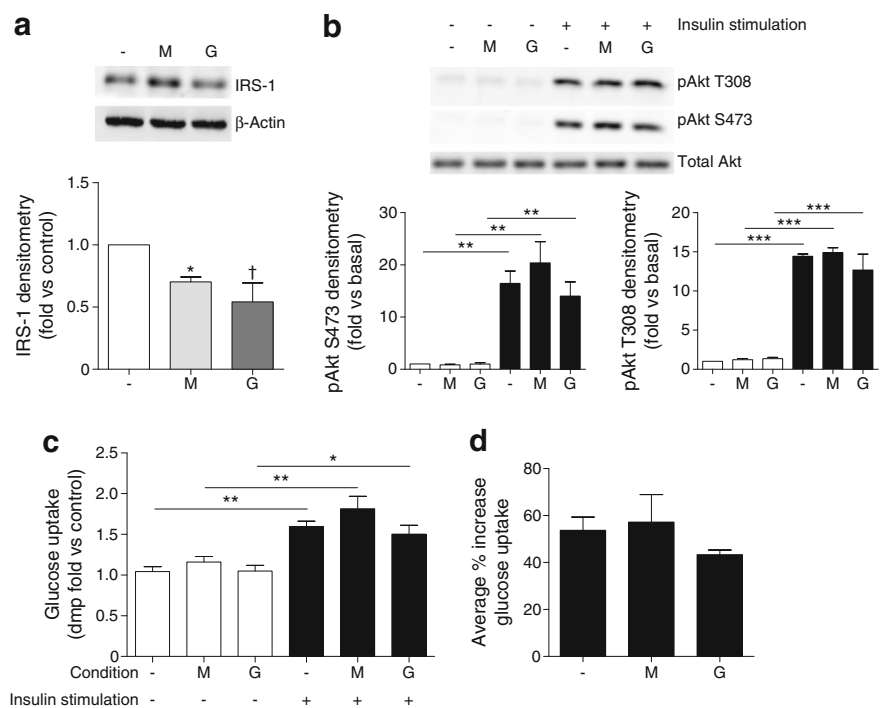 a
- M G
IRS-1
β-Actin
IRS-1 densitometry
(fold vs control)
1.5
1.0
0.5
0
*
†
- M G
b
- - - + + + Insulin stimulation
- M G - M G
pAkt T308
pAkt S473
Total Akt
pAkt S473 densitometry
(fold vs basal)
30
20
10
0
**
**
**
- M G - M G
pAkt T308 densitometry
(fold vs basal)
20
15
10
5
0
***
***
***
- M G - M G
c
Glucose uptake
(dmp fold vs control)
2.5
2.0
1.5
1.0
0.5
0
*
**
**
Condition - M G - M G
Insulin stimulation - - - + + +
d
Average % increase
glucose uptake
80
60
40
20
0
- M G